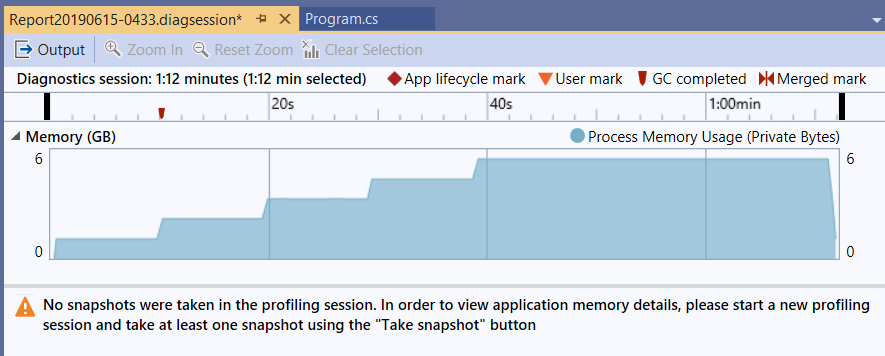 Report20190615-0433.diagsession* Program.cs
Output Zoom In Reset Zoom Clear Selection
Diagnostics session: 1:12 minutes (1:12 min selected) App lifecycle mark User mark GC completed Merged mark
20s 40s 1:00min
Memory (GB) Process Memory Usage (Private Bytes)
6 6
0 0
No snapshots were taken in the profiling session. In order to view application memory details, please start a new profiling
session and take at least one snapshot using the "Take snapshot" button